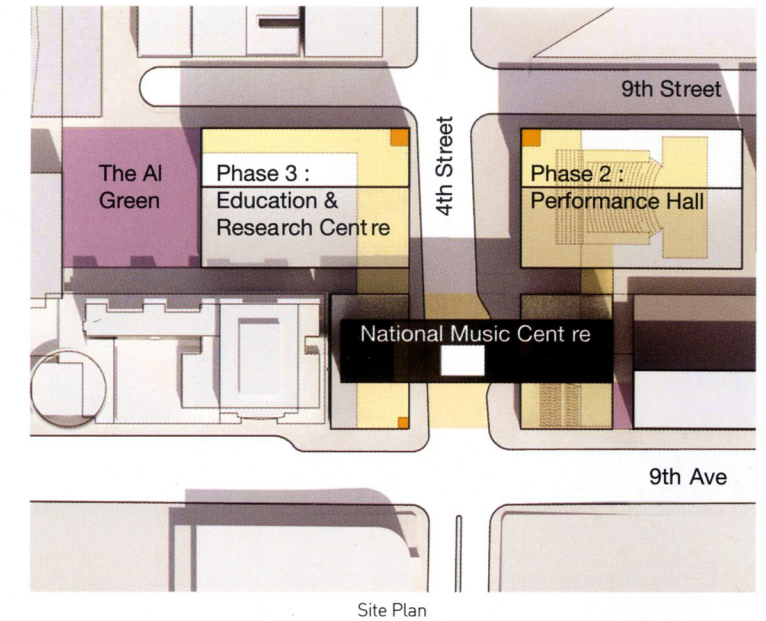 9th Street
4th Street
The Al
Green
Phase 3 :
Education &
Research Cent re
Phase 2 :
Performance Hall
National Music Cent re
9th Ave
Site Plan